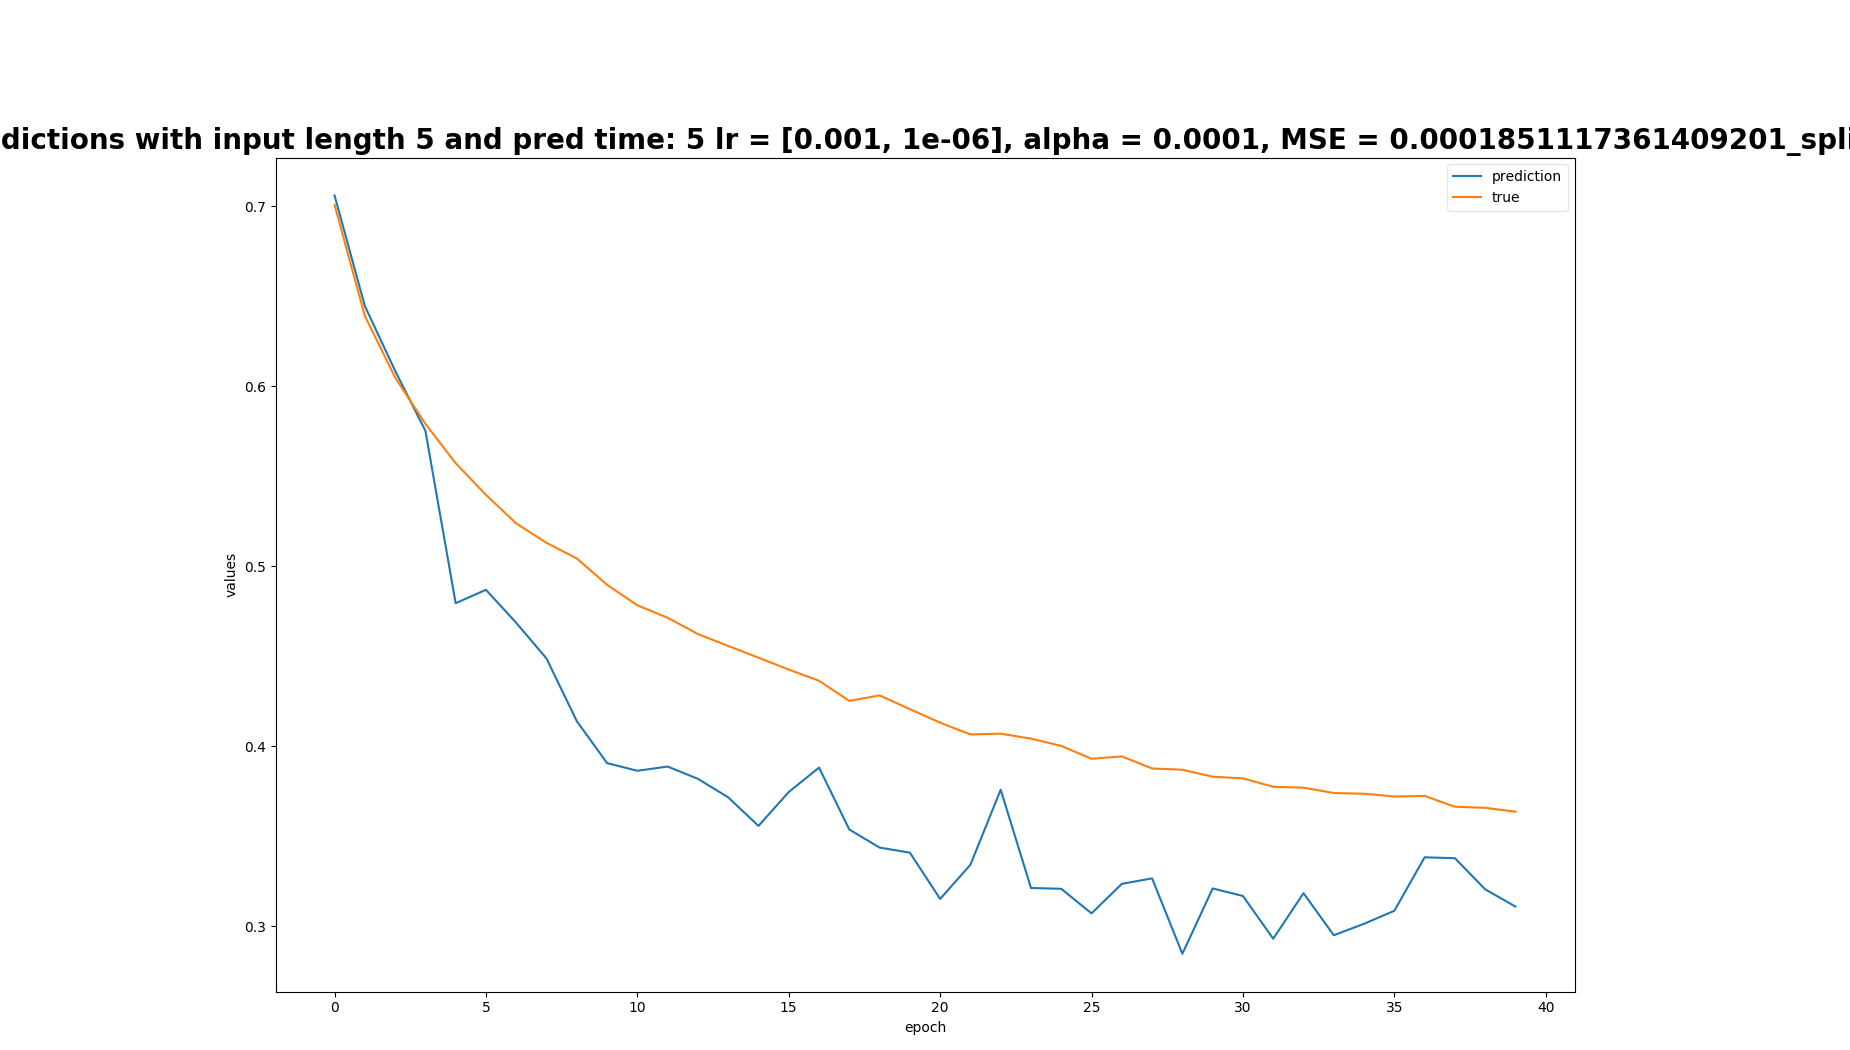 dictions with input length 5 and pred time: 5 lr = [0.001, 1e-06], alpha = 0.0001, MSE = 0.0001851117361409201_spli
prediction
true
0.7
0.6
0.5
0.4
0.3
values
0 5 10 15 20 25 30 35 40
epoch